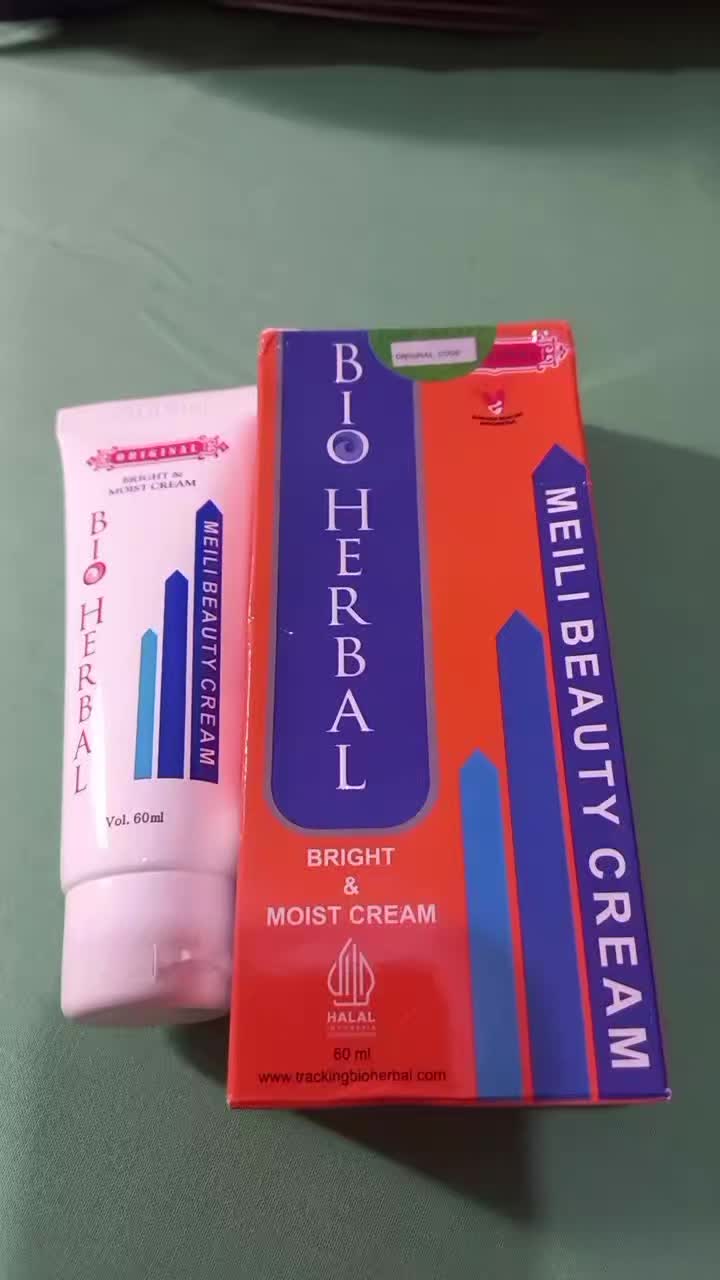 ORIGINAL
BRIGHT &
MOIST CREAM
BIO HERBAL
MEILI BEAUTY CREAM
Vol. 60ml
BIO HERBAL
ORIGINAL CODE
MEILI BEAUTY CREAM
BRIGHT
&
MOIST CREAM
HALAL
INDONESIA
60 ml
www.trackingbioherbal.com